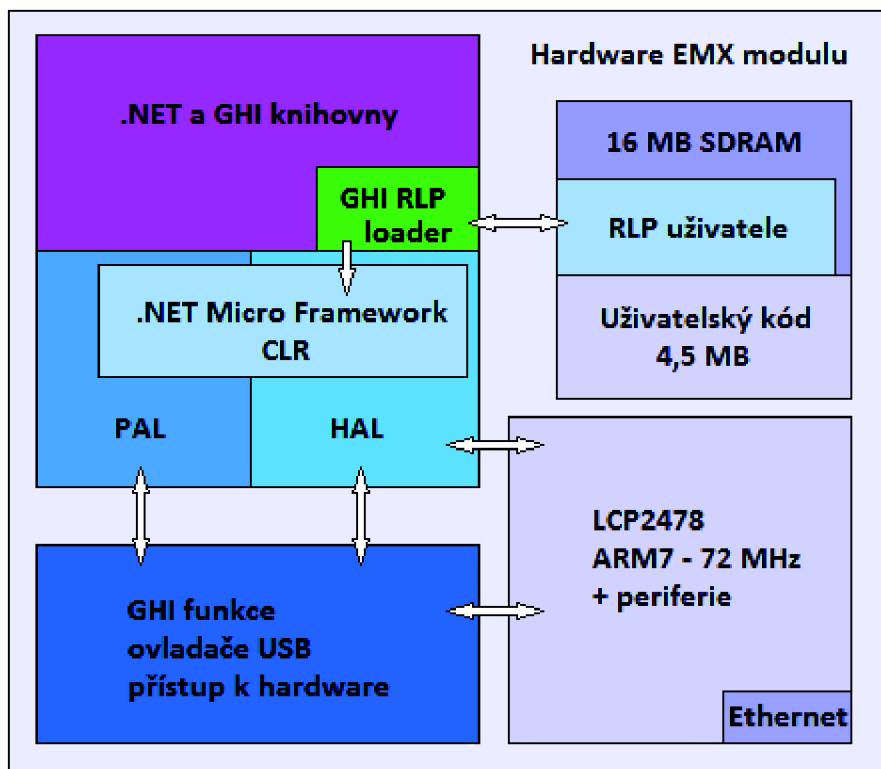 Hardware EMX modulu
.NET a GHI knihovny
GHI RLP
loader
16 MB SDRAM
RLP uživatele
.NET Micro Framework
CLR
Uživatelský kód
4,5 MB
PAL
HAL
LCP2478
ARM7 - 72 MHz
+ periferie
GHI funkce
ovladače USB
přístup k hardware
Ethernet